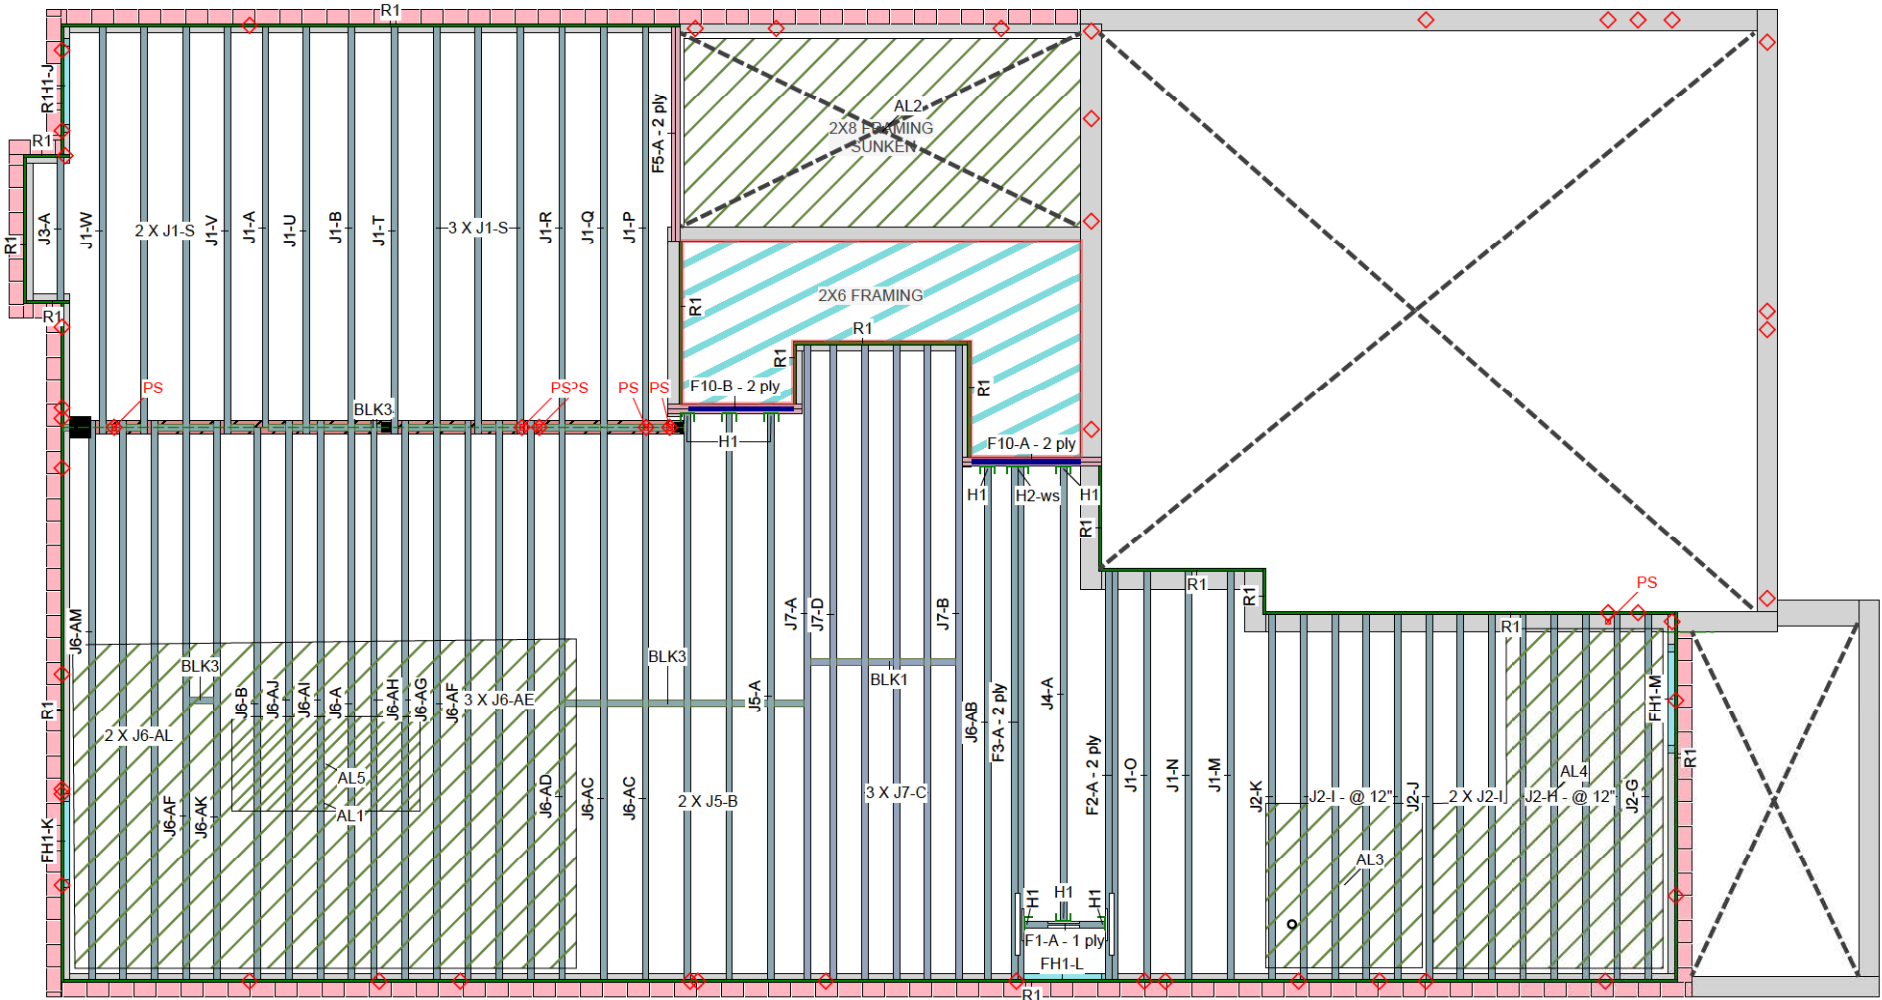 R1
R1H1-J
R1
J3-A
R1
R1
J1-W
2 X J1-S
J1-V
J1-A
J1-U
J1-B
J1-T
3 X J1-S
J1-R
J1-Q
J1-P
F5-A - 2 ply
AL2
2X8 FRAMING
SUNKEN
2X6 FRAMING
R1
R1
R1
R1
F10-B - 2 ply
H1
F10-A - 2 ply
H1
H2-ws
H1
R1
PS
PS
PS
PS
PS
BLK3
J6-AM
BLK3
R1
2 X J6-AL
J6-B
J6-AJ
J6-AI
J6-A
J6-AH
J6-AG
J6-AF
3 X J6-AE
BLK3
J5-A
J7-A
J7-D
J7-B
BLK1
J6-AB
F3-A - 2 ply
J4-A
FH1-K
J6-AF
J6-AK
AL5
AL1
J6-AD
J6-AC
J6-AC
2 X J5-B
3 X J7-C
F2-A - 2 ply
J1-O
J1-N
J1-M
R1
R1
R1
PS
J2-K
J2-I - @ 12"
J2-J
2 X J2-I
AL4
J2-H - @ 12"
J2-G
FH1-M
R1
AL3
H1
H1
H1
F1-A - 1 ply
FH1-L
R1